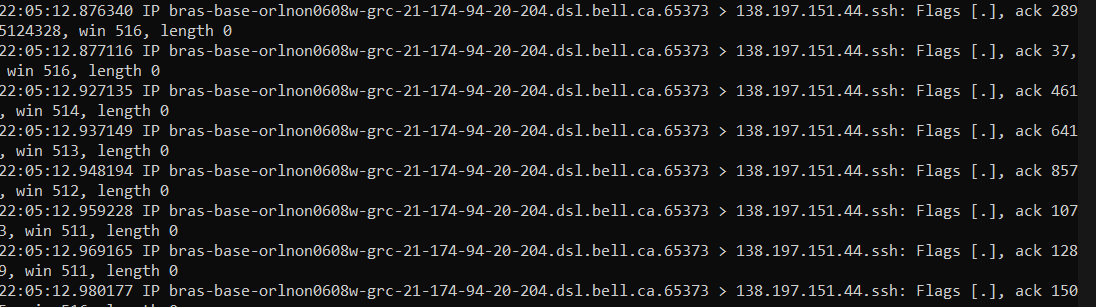 22:05:12.876340 IP bras-base-orlnon0608w-grc-21-174-94-20-204.dsl.bell.ca.65373 > 138.197.151.44.ssh: Flags [.], ack 289
5124328, win 516, length 0
22:05:12.877116 IP bras-base-orlnon0608w-grc-21-174-94-20-204.dsl.bell.ca.65373 > 138.197.151.44.ssh: Flags [.], ack 37,
win 516, length 0
22:05:12.927135 IP bras-base-orlnon0608w-grc-21-174-94-20-204.dsl.bell.ca.65373 > 138.197.151.44.ssh: Flags [.], ack 461
, win 514, length 0
22:05:12.937149 IP bras-base-orlnon0608w-grc-21-174-94-20-204.dsl.bell.ca.65373 > 138.197.151.44.ssh: Flags [.], ack 641
, win 513, length 0
22:05:12.948194 IP bras-base-orlnon0608w-grc-21-174-94-20-204.dsl.bell.ca.65373 > 138.197.151.44.ssh: Flags [.], ack 857
, win 512, length 0
22:05:12.959228 IP bras-base-orlnon0608w-grc-21-174-94-20-204.dsl.bell.ca.65373 > 138.197.151.44.ssh: Flags [.], ack 107
3, win 511, length 0
22:05:12.969165 IP bras-base-orlnon0608w-grc-21-174-94-20-204.dsl.bell.ca.65373 > 138.197.151.44.ssh: Flags [.], ack 128
9, win 511, length 0
22:05:12.980177 IP bras-base-orlnon0608w-grc-21-174-94-20-204.dsl.bell.ca.65373 > 138.197.151.44.ssh: Flags [.], ack 150